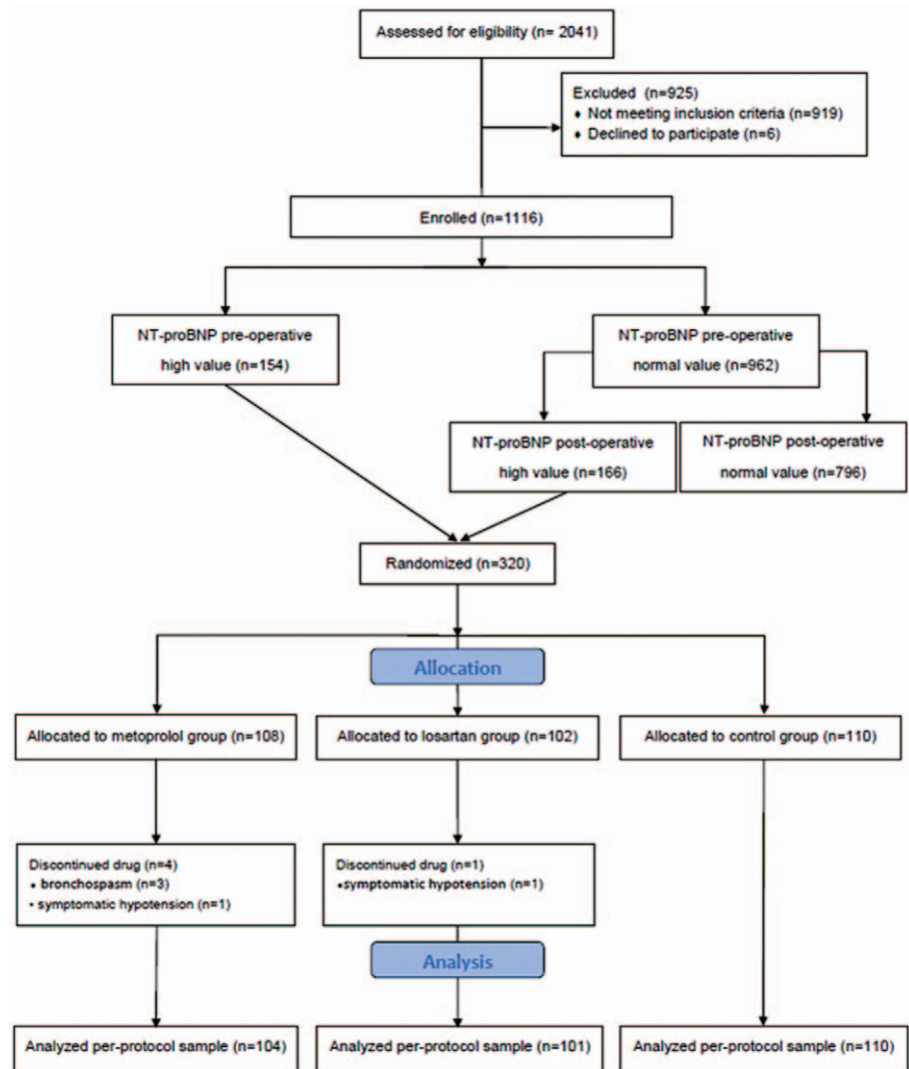 Assessed for eligibility (n= 2041)
Excluded (n=925)
♦ Not meeting inclusion criteria (n=919)
♦ Declined to participate (n=6)
Enrolled (n=1116)
NT-proBNP pre-operative
high value (n=154)
NT-proBNP pre-operative
normal value (n=962)
NT-proBNP post-operative
high value (n=166)
NT-proBNP post-operative
normal value (n=796)
Randomized (n=320)
Allocation
Allocated to metoprolol group (n=108)
Allocated to losartan group (n=102)
Allocated to control group (n=110)
Discontinued drug (n=4)
• bronchospasm (n=3)
• symptomatic hypotension (n=1)
Discontinued drug (n=1)
•symptomatic hypotension (n=1)
Analysis
Analyzed per-protocol sample (n=104)
Analyzed per-protocol sample (n=101)
Analyzed per-protocol sample (n=110)